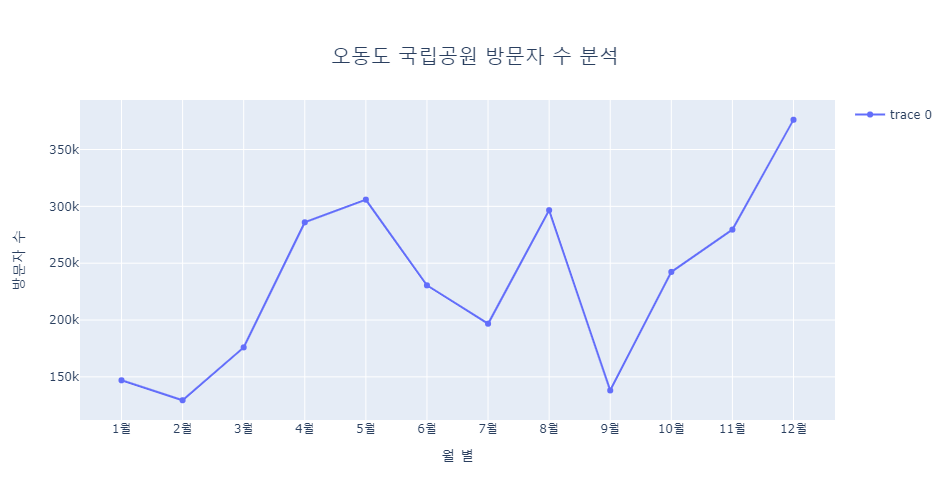 오동도 국립공원 방문자 수 분석
trace 0
방문자 수
350k
300k
250k
200k
150k
1월 2월 3월 4월 5월 6월 7월 8월 9월 10월 11월 12월
월 별